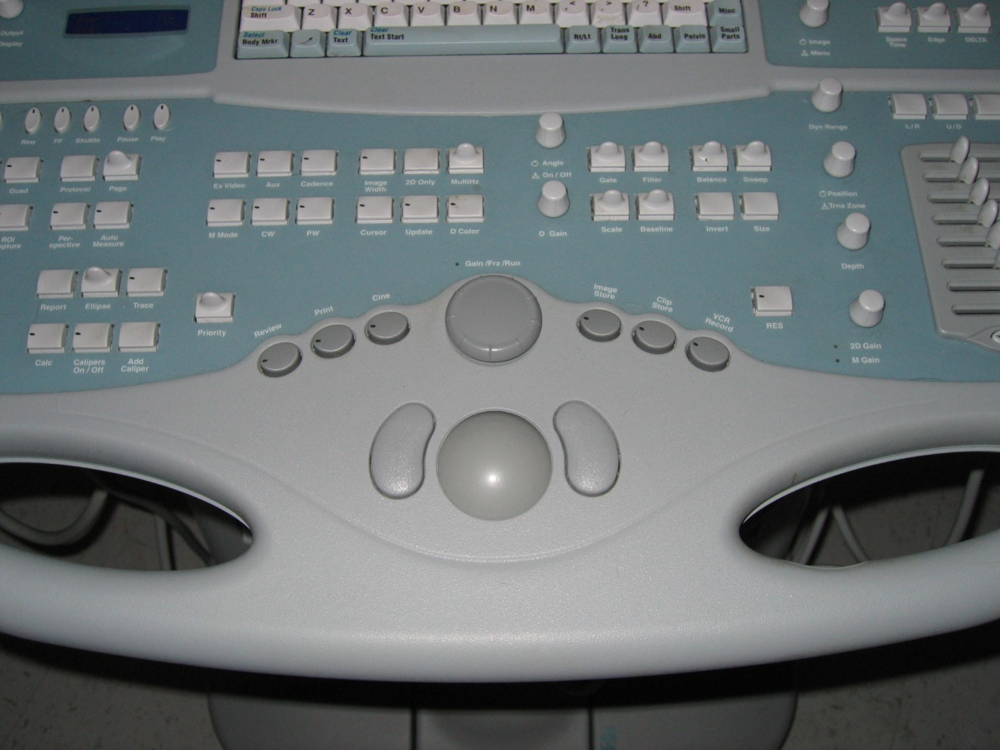 Caps Lock
Shift Z X C V B N M < > ? / Shift Misc
Select
Body Mrkr
Clear
Text
Clear
Text Start
Rt/Lt
Trans
Long
Abd
Pelvis
Small
Parts
Output
Display
Image
Menu
Space
Time
Edge
DELTA
Rew
FF
Shuttle
Pause
Play
Quad
Protocol
Page
Per-
spective
Auto
Measure
ROI
Report
Ellipse
Trace
Calc
Calipers
On / Off
Add
Caliper
Priority
Ex Video
Aux
Cadence
Image
Width
2D Only
MultiHz
M Mode
CW
PW
Cursor
Update
D Color
Angle
On / Off
D Gain
Gate
Filter
Balance
Sweep
Scale
Baseline
Invert
Size
Dyn Range
L / R
U / D
Position
Trns Zone
Depth
Gain /Frz /Run
Review
Print
Cine
Image
Store
Clip
Store
VCR
Record
RES
2D Gain
M Gain